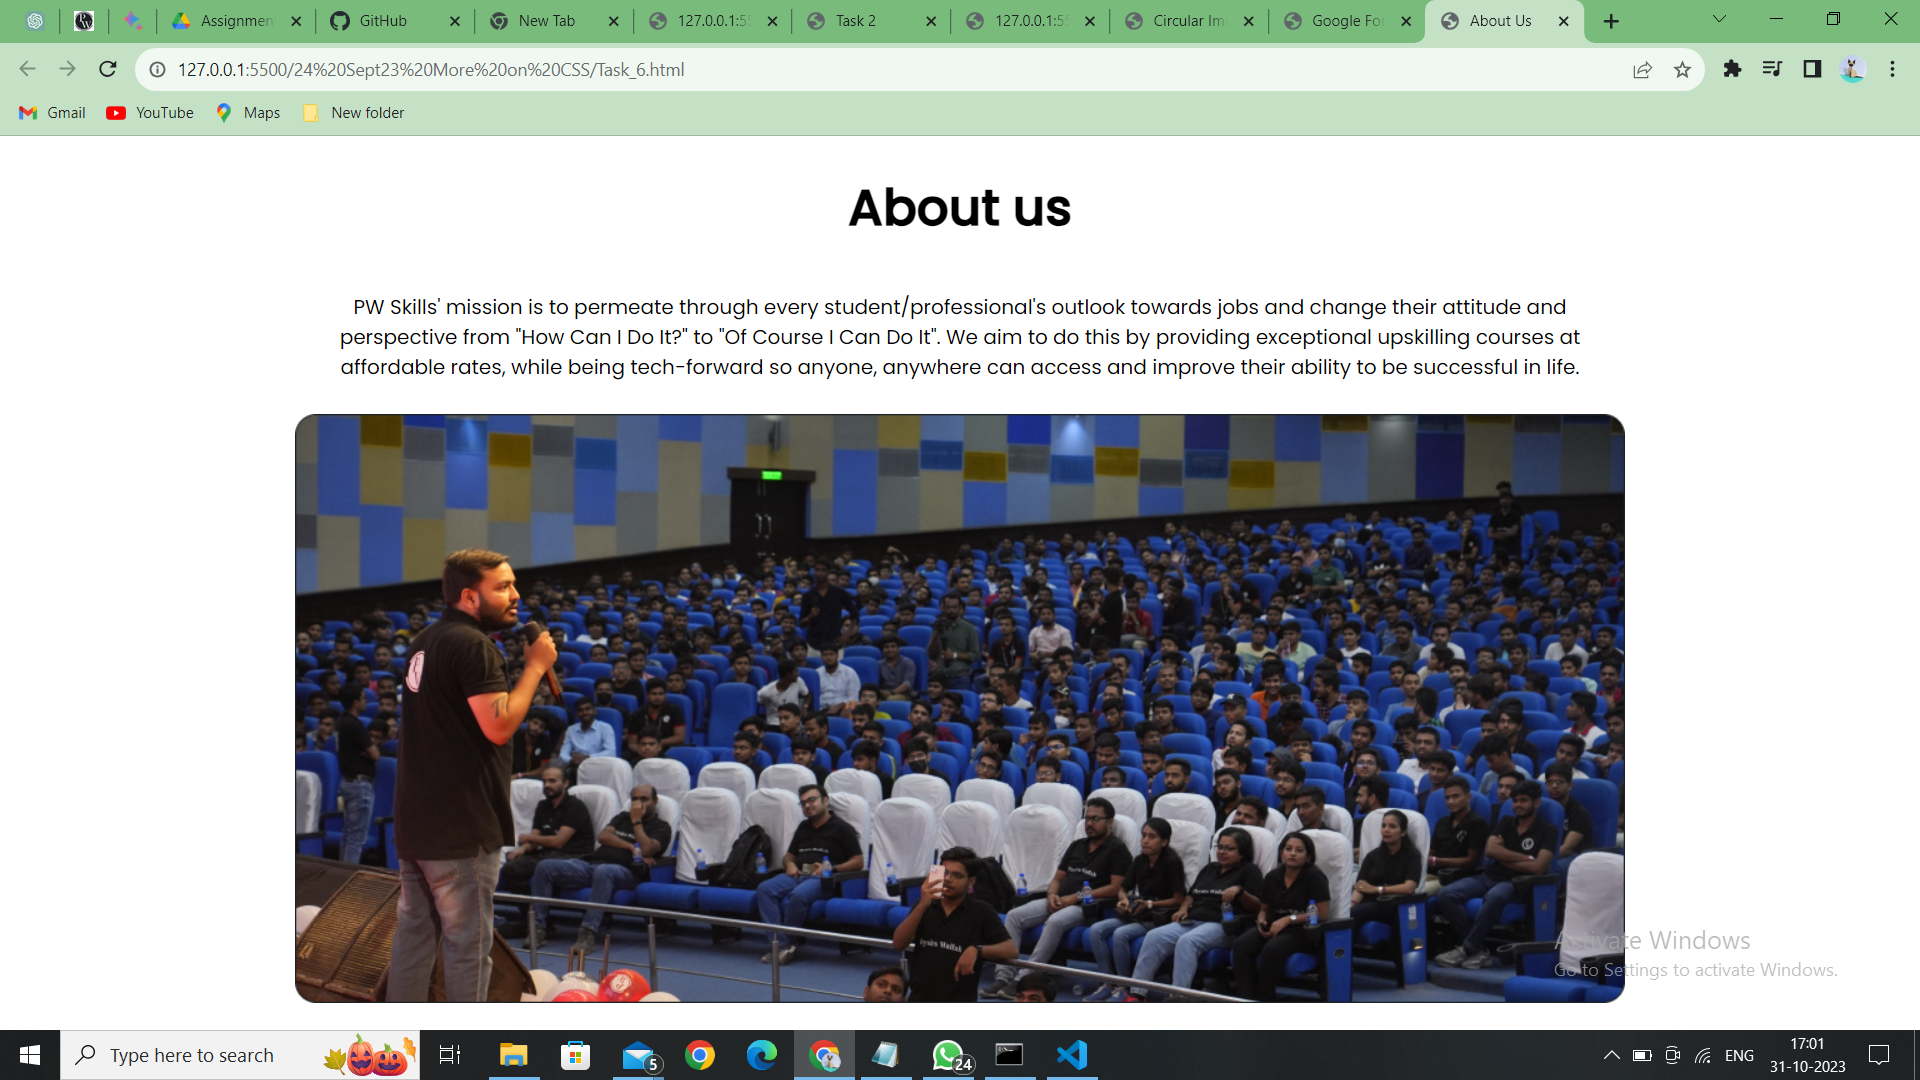 Assignmen
GitHub
New Tab
127.0.0.1:55
Task 2
127.0.0.1:55
Circular Im
Google Fo
About Us
127.0.0.1:5500/24%20Sept23%20More%20on%20CSS/Task_6.html
Gmail
YouTube
Maps
New folder
About us
PW Skills' mission is to permeate through every student/professional's outlook towards jobs and change their attitude and
perspective from "How Can I Do It?" to "Of Course I Can Do It". We aim to do this by providing exceptional upskilling courses at
affordable rates, while being tech-forward so anyone, anywhere can access and improve their ability to be successful in life.
Activate Windows
Go to Settings to activate Windows.
Type here to search
5
24
ENG
17:01
31-10-2023